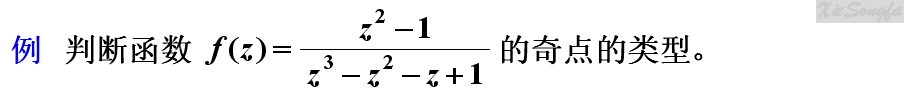 XieSongfa
例 判断函数 f(z) = (z² − 1)/(z³ − z² − z + 1) 的奇点的类型。